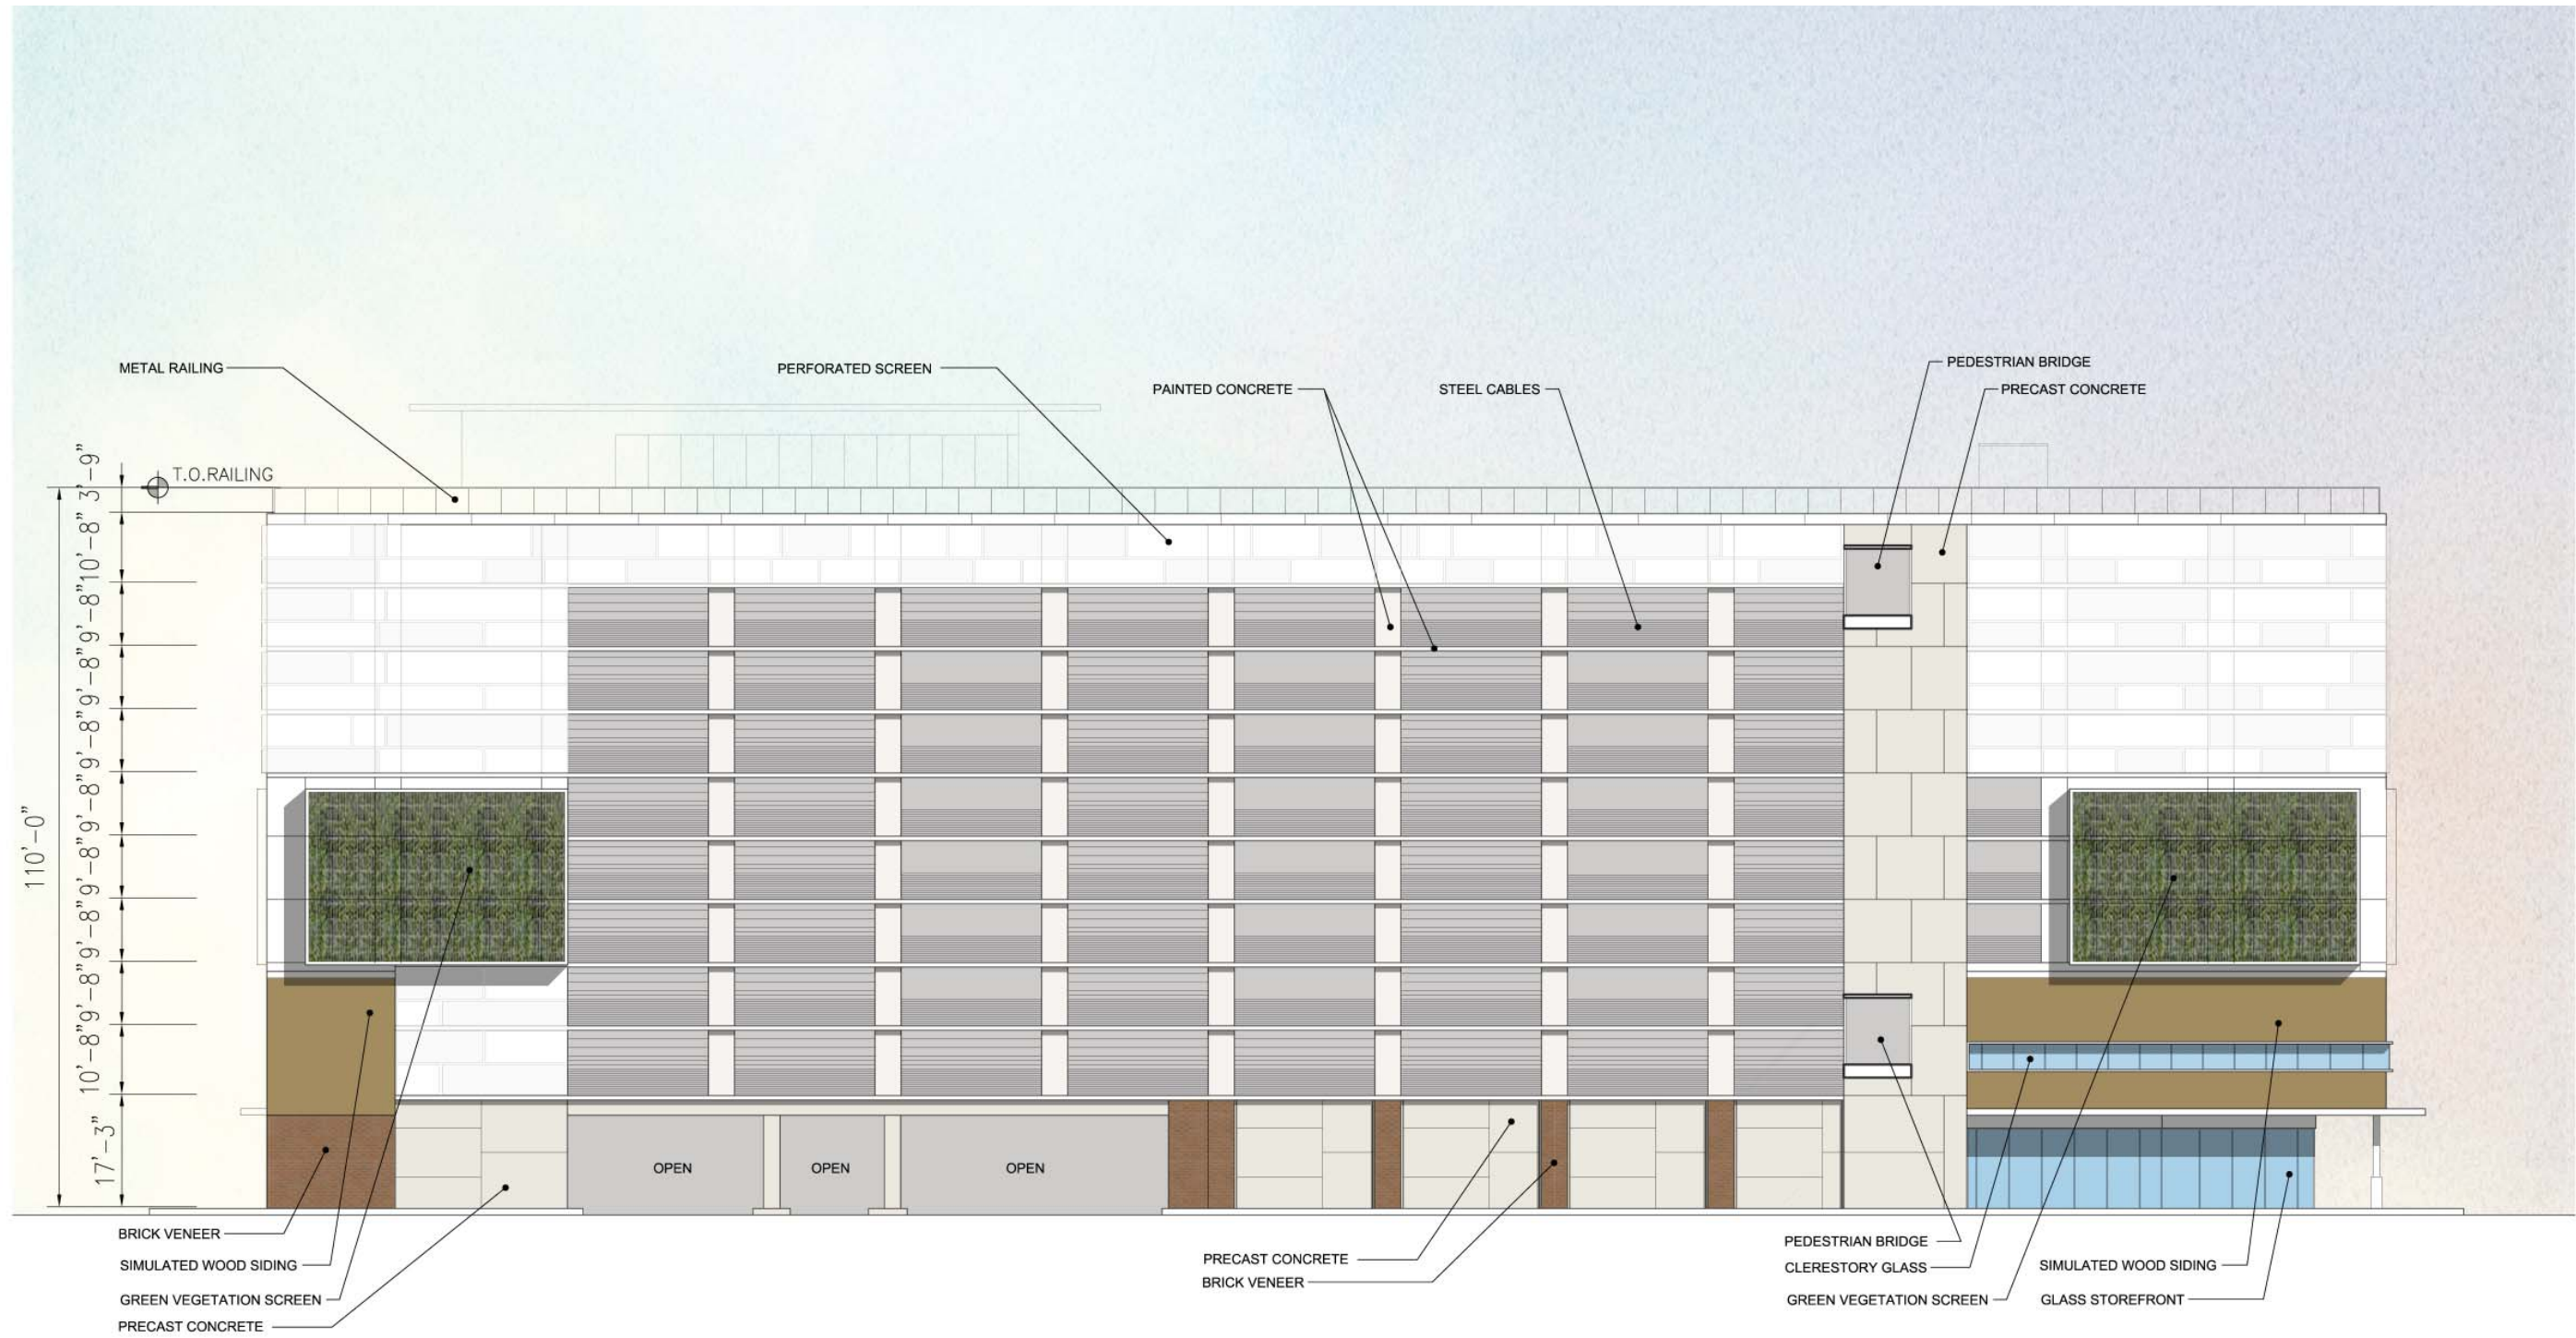 PEDESTRIAN BRIDGE
METAL RAILING
PERFORATED SCREEN
PAINTED CONCRETE
STEEL CABLES
PRECAST CONCRETE
T.O.RAILING
3'-9"
10'-8"
9'-8"
9'-8"
9'-8"
9'-8"
9'-8"
9'-8"
9'-8"
10'-8"
17'-3"
110'-0"
OPEN
OPEN
OPEN
BRICK VENEER
SIMULATED WOOD SIDING
GREEN VEGETATION SCREEN
PRECAST CONCRETE
PRECAST CONCRETE
BRICK VENEER
PEDESTRIAN BRIDGE
CLERESTORY GLASS
GREEN VEGETATION SCREEN
SIMULATED WOOD SIDING
GLASS STOREFRONT